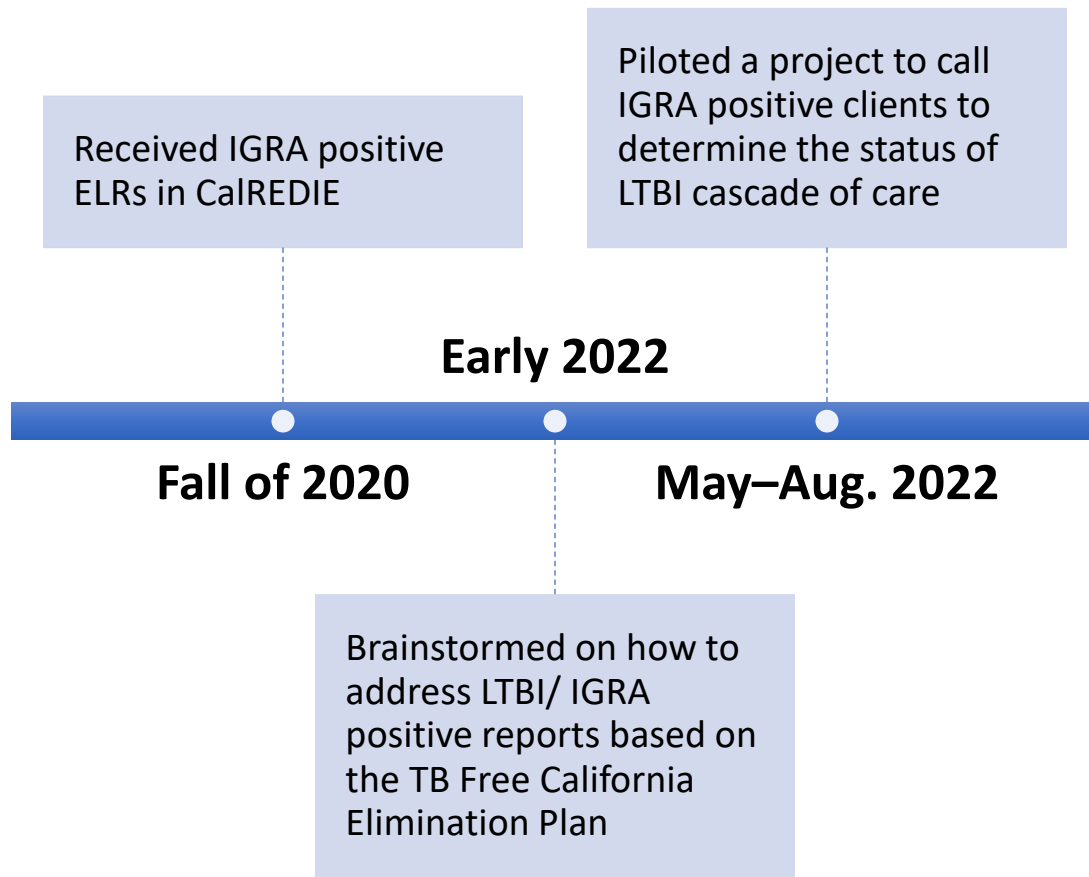 Received IGRA positive
ELRs in CalREDIE
Piloted a project to call
IGRA positive clients to
determine the status of
LTBI cascade of care
Early 2022
Fall of 2020
May–Aug. 2022
Brainstormed on how to
address LTBI/ IGRA
positive reports based on
the TB Free California
Elimination Plan